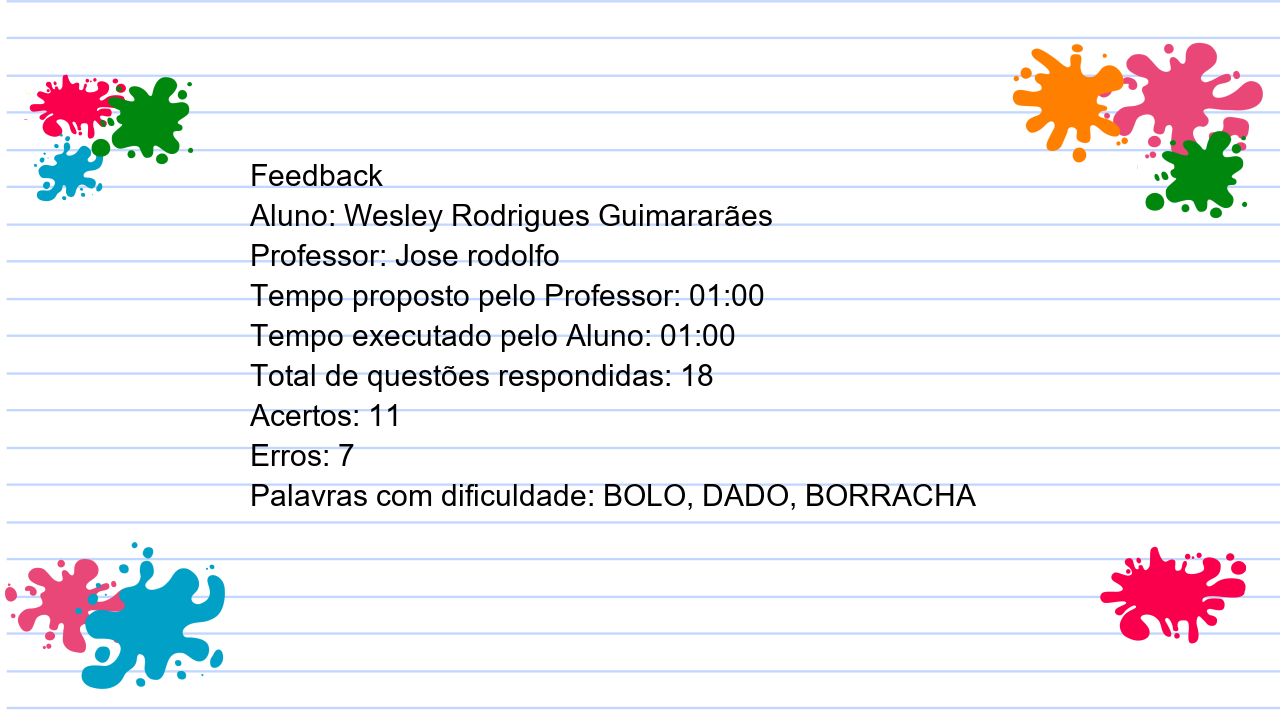 Feedback
Aluno: Wesley Rodrigues Guimararães
Professor: Jose rodolfo
Tempo proposto pelo Professor: 01:00
Tempo executado pelo Aluno: 01:00
Total de questões respondidas: 18
Acertos: 11
Erros: 7
Palavras com dificuldade: BOLO, DADO, BORRACHA